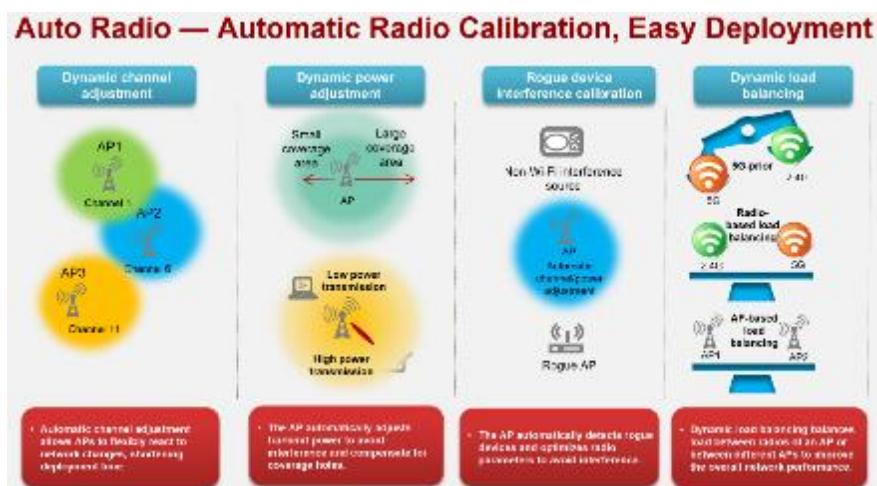 Auto Radio — Automatic Radio Calibration, Easy Deployment
Dynamic channel
adjustment
AP1
Channel 1
AP2
Channel 6
AP3
Channel 11
• Automatic channel adjustment
allows APs to flexibly react to
network changes, shortening
deployment time.
Dynamic power
adjustment
Small
coverage
area
Large
coverage
area
AP
Low power
transmission
High power
transmission
• The AP automatically adjusts
transmit power to avoid
interference and compensate for
coverage holes.
Rogue device
interference calibration
Non-Wi-Fi interference
source
AP
Automatic
channel/power
adjustment
Rogue AP
• The AP automatically detects rogue
devices and optimizes radio
parameters to avoid interference.
Dynamic load
balancing
5G-prior
2.4G
5G
Radio-
based load
balancing
2.4G
5G
AP-based
load
balancing
AP1
AP2
• Dynamic load balancing balances
load between radios of an AP or
between different APs to improve
the overall network performance.